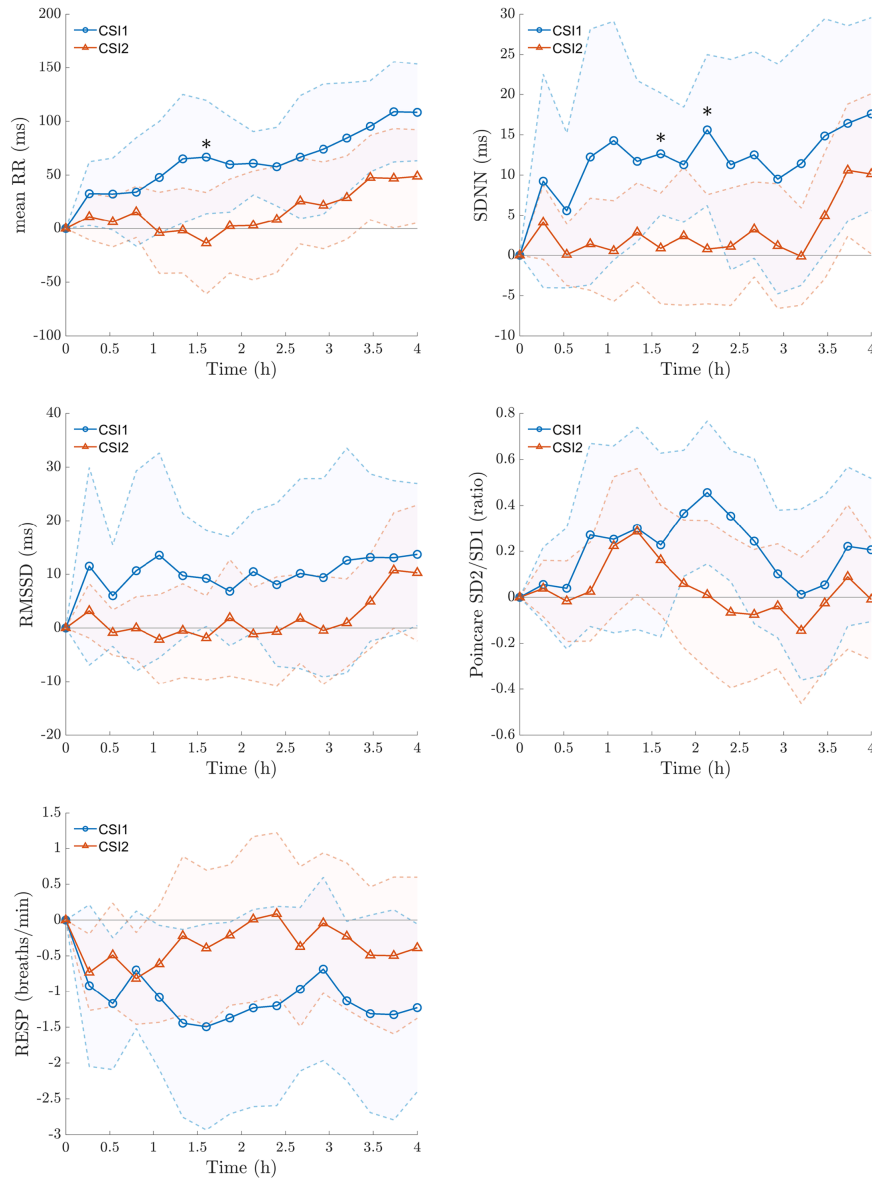 200
150
100
50
0
-50
-100
mean RR (ms)
CSI1
CSI2
*
0 0.5 1 1.5 2 2.5 3 3.5 4
Time (h)
30
25
20
15
10
5
0
-5
-10
SDNN (ms)
CSI1
CSI2
* *
0 0.5 1 1.5 2 2.5 3 3.5 4
Time (h)
40
30
20
10
0
-10
-20
RMSSD (ms)
CSI1
CSI2
0 0.5 1 1.5 2 2.5 3 3.5 4
Time (h)
0.8
0.6
0.4
0.2
0
-0.2
-0.4
-0.6
Poincare SD2/SD1 (ratio)
CSI1
CSI2
0 0.5 1 1.5 2 2.5 3 3.5 4
Time (h)
1.5
1
0.5
0
-0.5
-1
-1.5
-2
-2.5
-3
RESP (breaths/min)
CSI1
CSI2
0 0.5 1 1.5 2 2.5 3 3.5 4
Time (h)